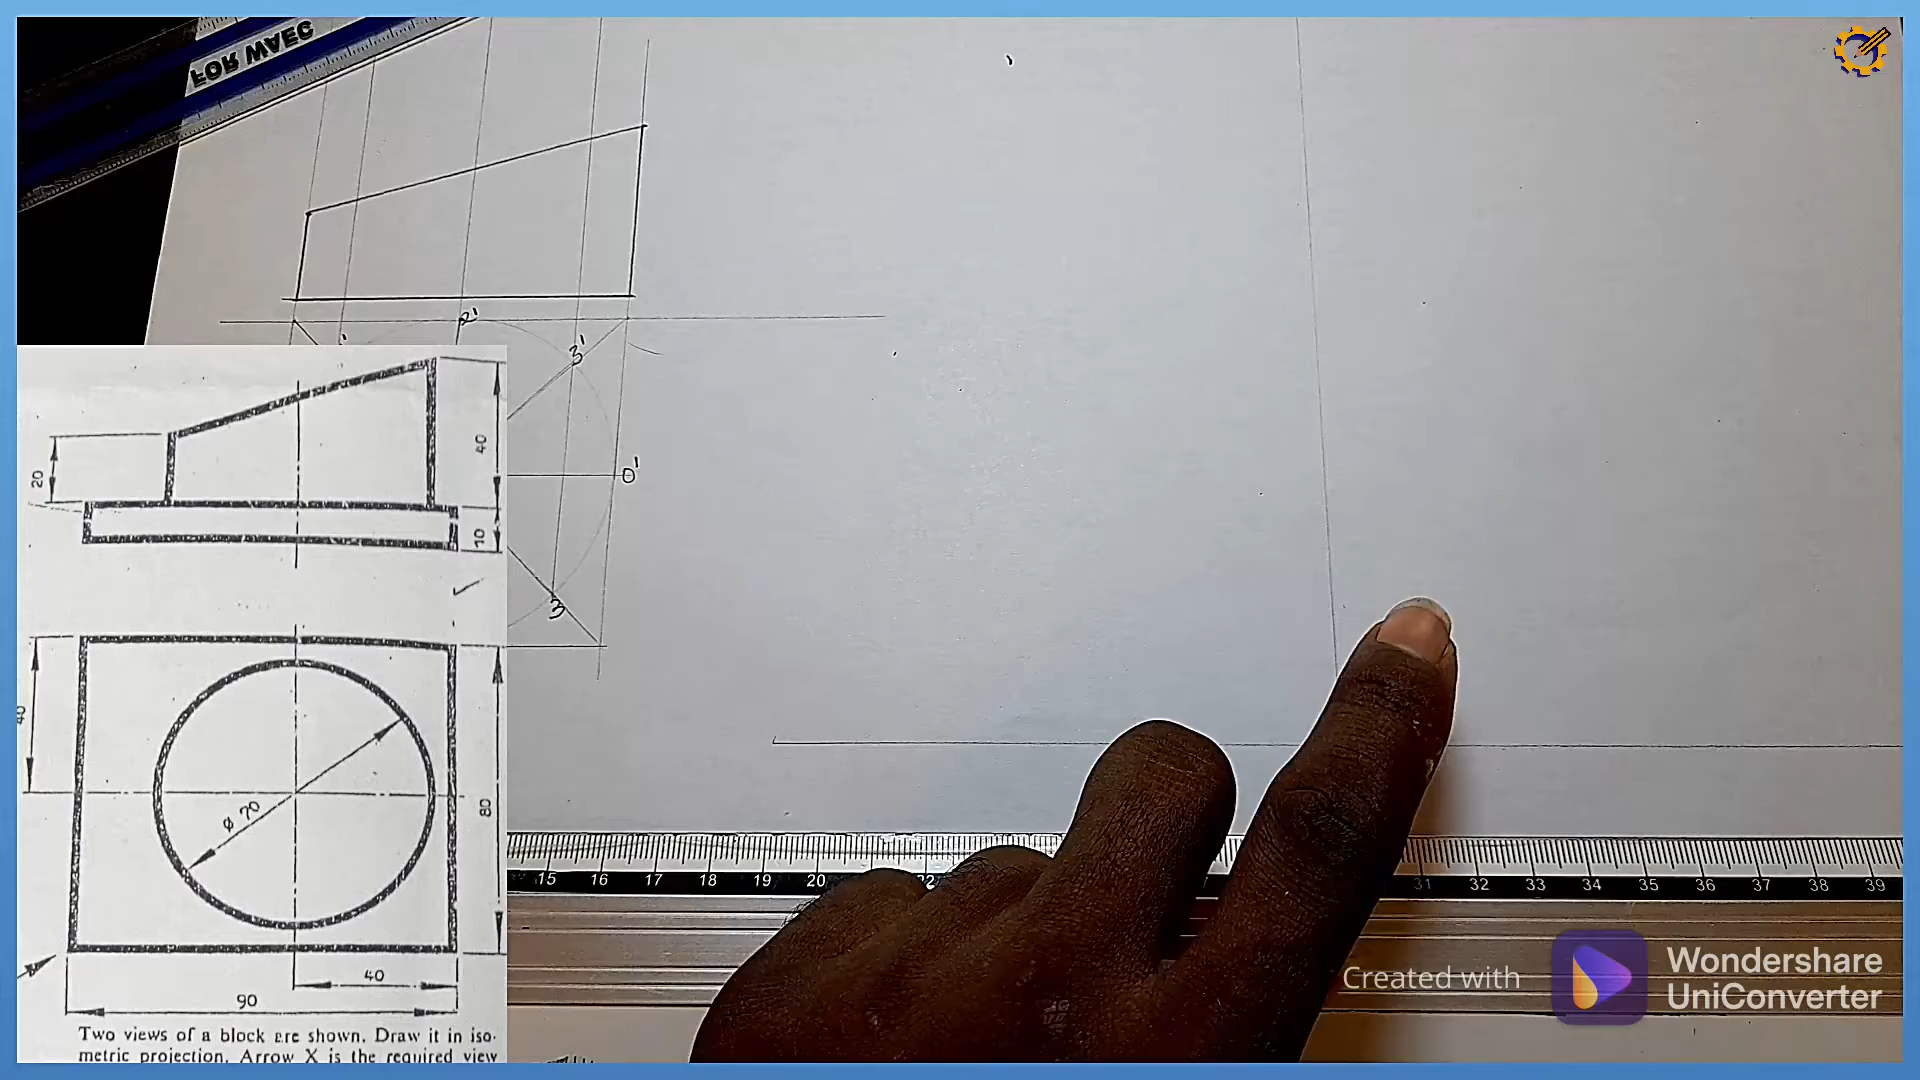 FOR WAEC
2'
3'
0'
3
20
40
10
40
80
ø 70
40
90
Two views of a block are shown. Draw it in iso-
metric projection. Arrow X is the required view
15 16 17 18 19 20 22 31 32 33 34 35 36 37 38 39
Created with
Wondershare
UniConverter